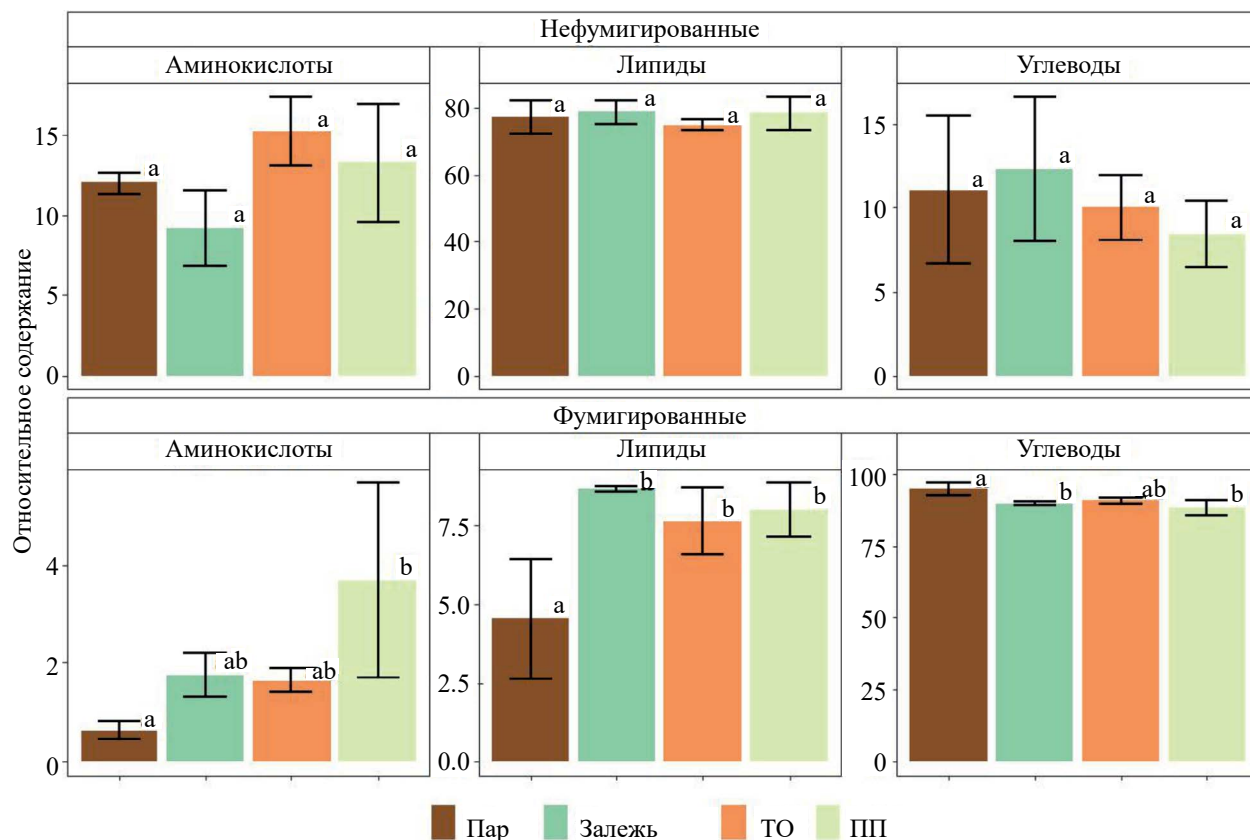 Нефумигированные
Аминокислоты Липиды Углеводы
Относительное содержание
15
10
5
0
a a a a
80
60
40
20
0
a a a a
15
10
5
0
a a a a
Фумигированные
Аминокислоты Липиды Углеводы
4
2
0
a ab ab b
7.5
5.0
2.5
0.0
a b b b
100
75
50
25
0
a b ab b
Пар Залежь ТО ПП